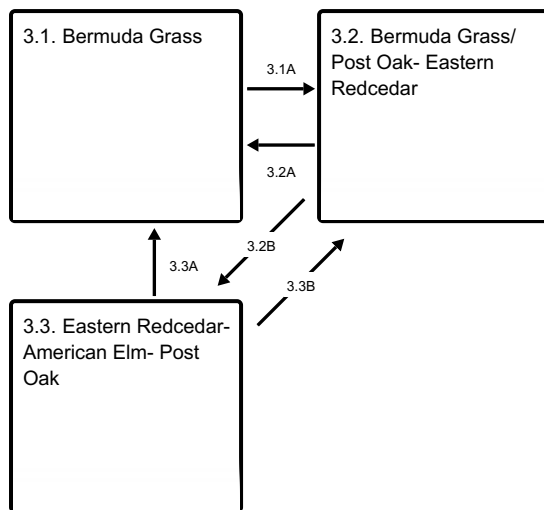 3.1. Bermuda Grass
3.2. Bermuda Grass/
Post Oak- Eastern
Redcedar
3.1A
3.2A
3.2B
3.3A
3.3B
3.3. Eastern Redcedar-
American Elm- Post
Oak